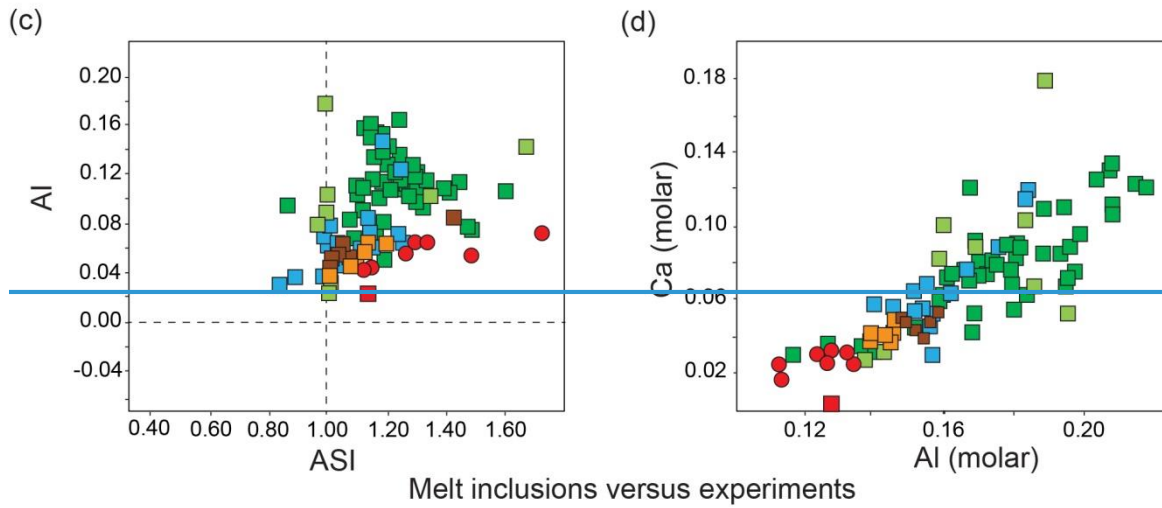 (c)
0.20
0.16
0.12
0.08
0.04
0.00
-0.04
AI
0.40 0.60 0.80 1.00 1.20 1.40 1.60
ASI
(d)
0.18
0.14
0.10
0.06
0.02
Ca (molar)
0.12 0.16 0.20
Al (molar)
Melt inclusions versus experiments